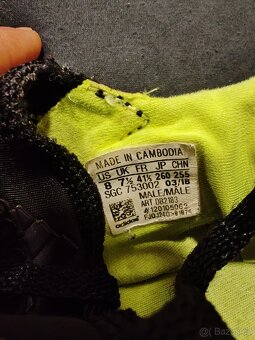 MADE IN CAMBODIA
US UK FR JP CHN
8 7½ 41⅓ 260 255
SGC 753002 03/18
MALE/MALE
ART DB2183
adidas
© Bazoš